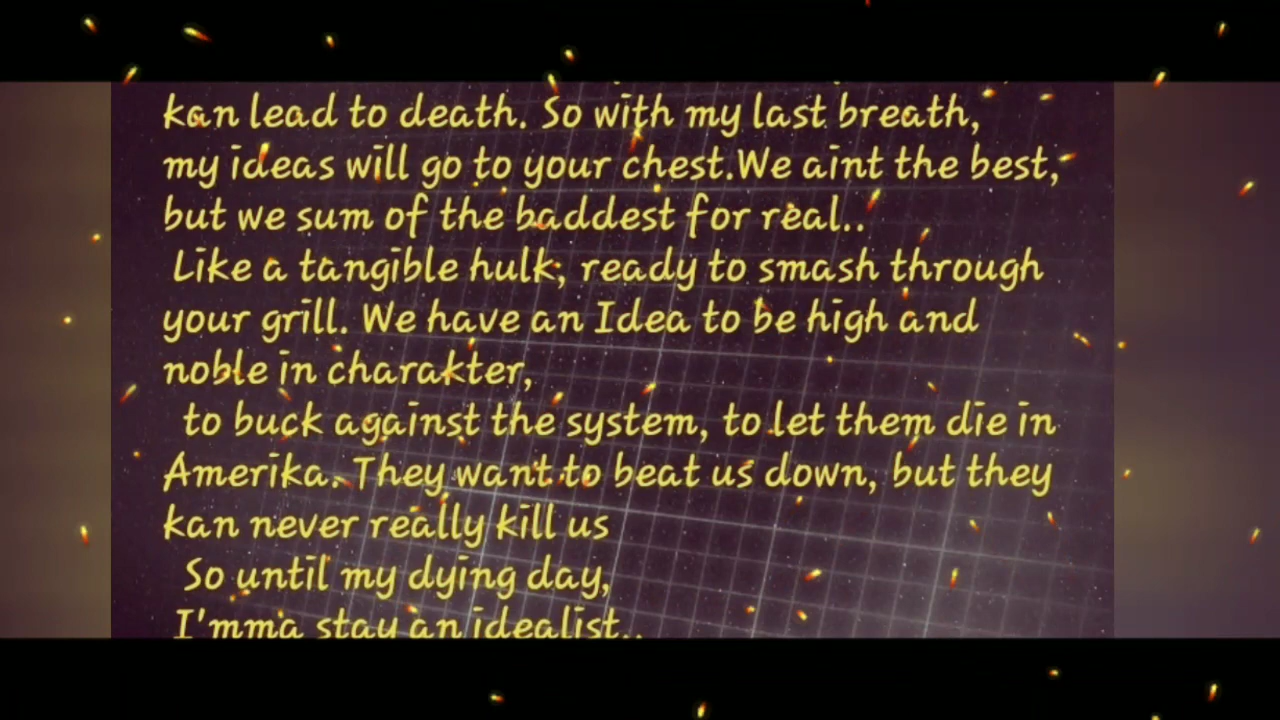 kan lead to death. So with my last breath,
my ideas will go to your chest.We aint the best,
but we sum of the baddest for real..
Like a tangible hulk, ready to smash through
your grill. We have an Idea to be high and
noble in charakter,
to buck against the system, to let them die in
Amerika. They want to beat us down, but they
kan never really kill us
So until my dying day,
I'mma stay an idealist..